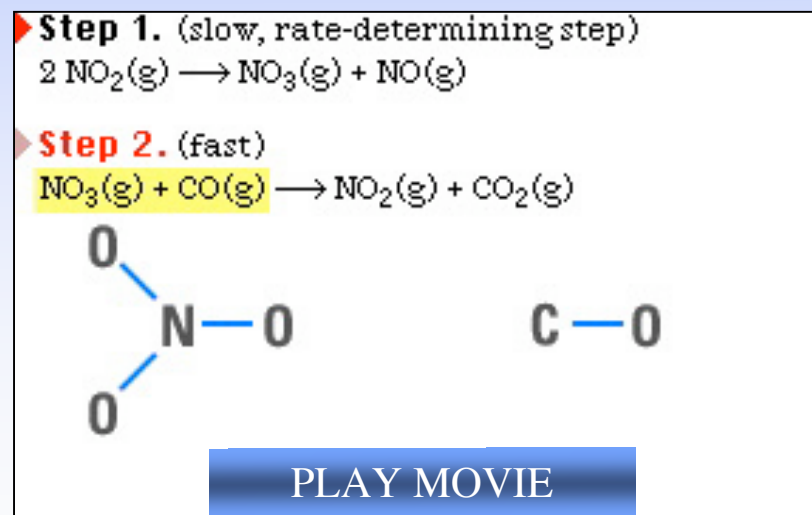 Step 1. (slow, rate-determining step)
2 NO₂(g) ⟶ NO₃(g) + NO(g)
Step 2. (fast)
NO₃(g) + CO(g) ⟶ NO₂(g) + CO₂(g)
O
N O C O
O
PLAY MOVIE